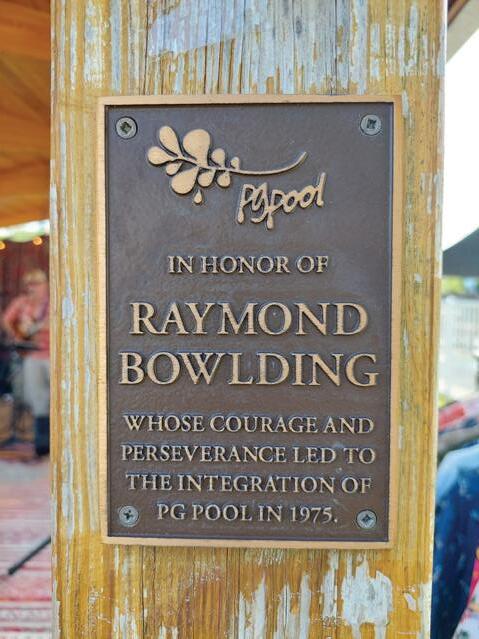 pgpool
IN HONOR OF
RAYMOND
BOWLDING
WHOSE COURAGE AND
PERSEVERANCE LED TO
THE INTEGRATION OF
PG POOL IN 1975.